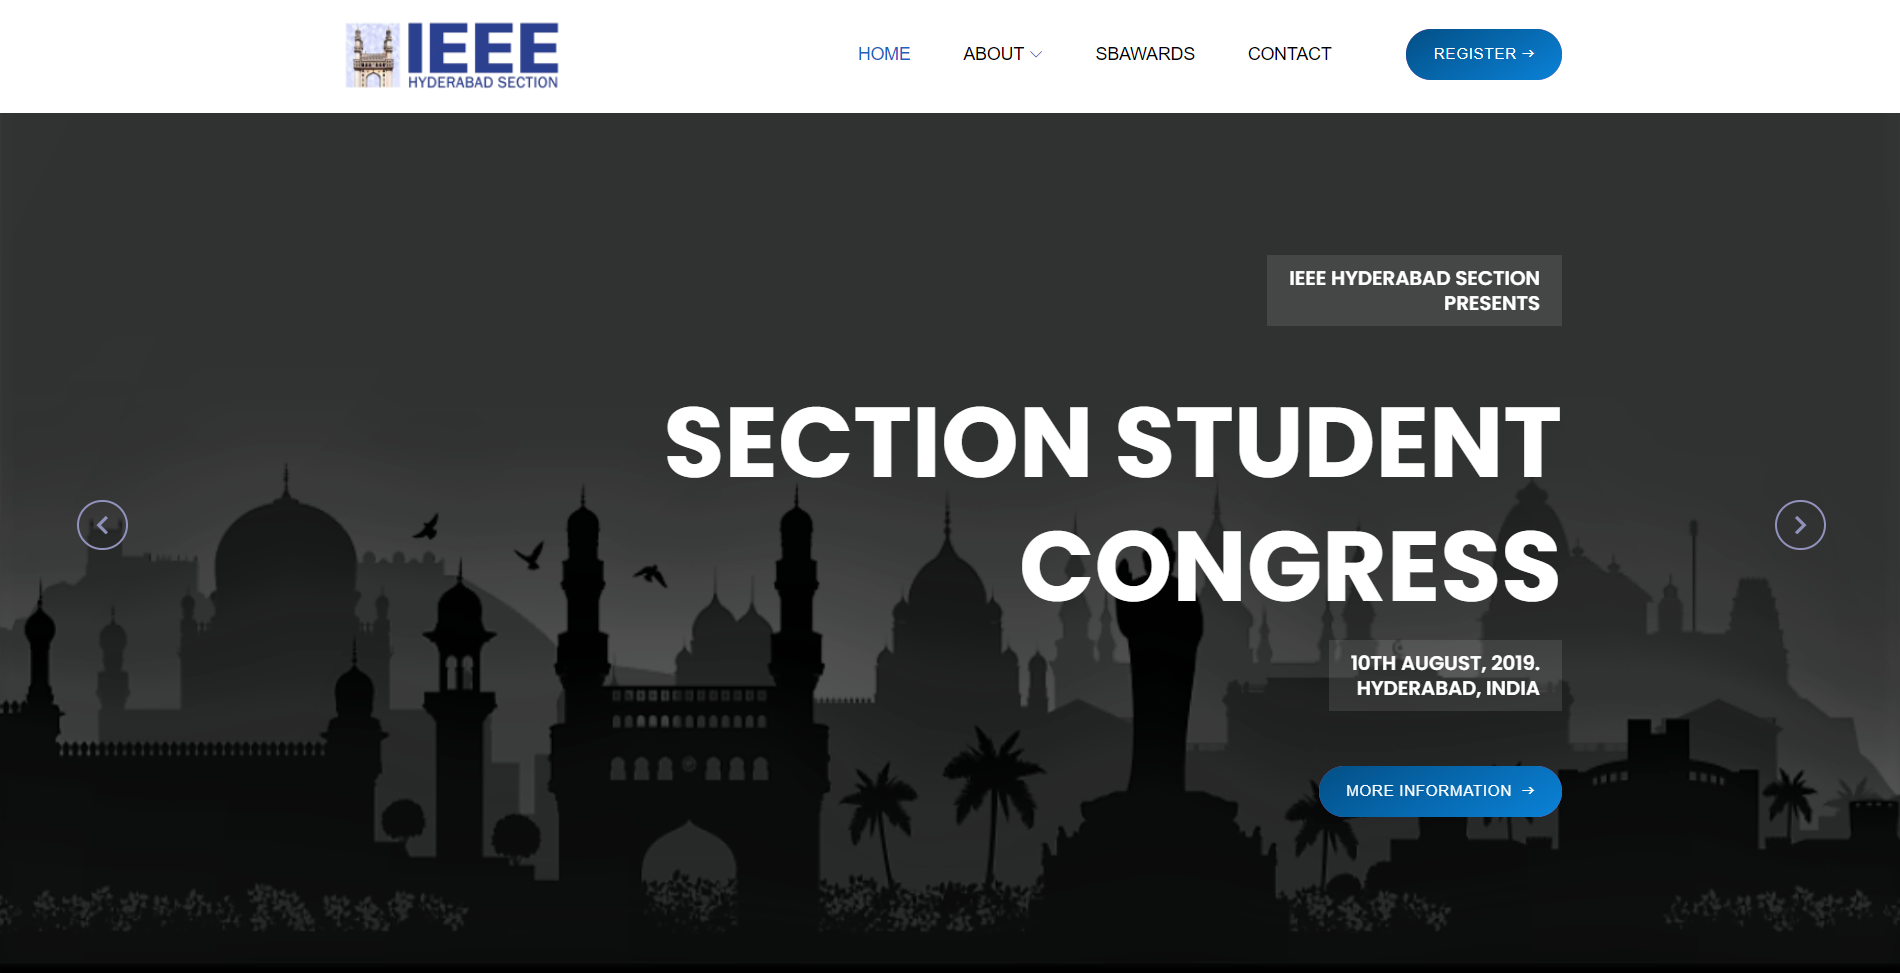 IEEE
HYDERABAD SECTION
HOME
ABOUT
SBAWARDS
CONTACT
REGISTER →
IEEE HYDERABAD SECTION
PRESENTS
SECTION STUDENT
CONGRESS
10TH AUGUST, 2019.
HYDERABAD, INDIA
MORE INFORMATION →